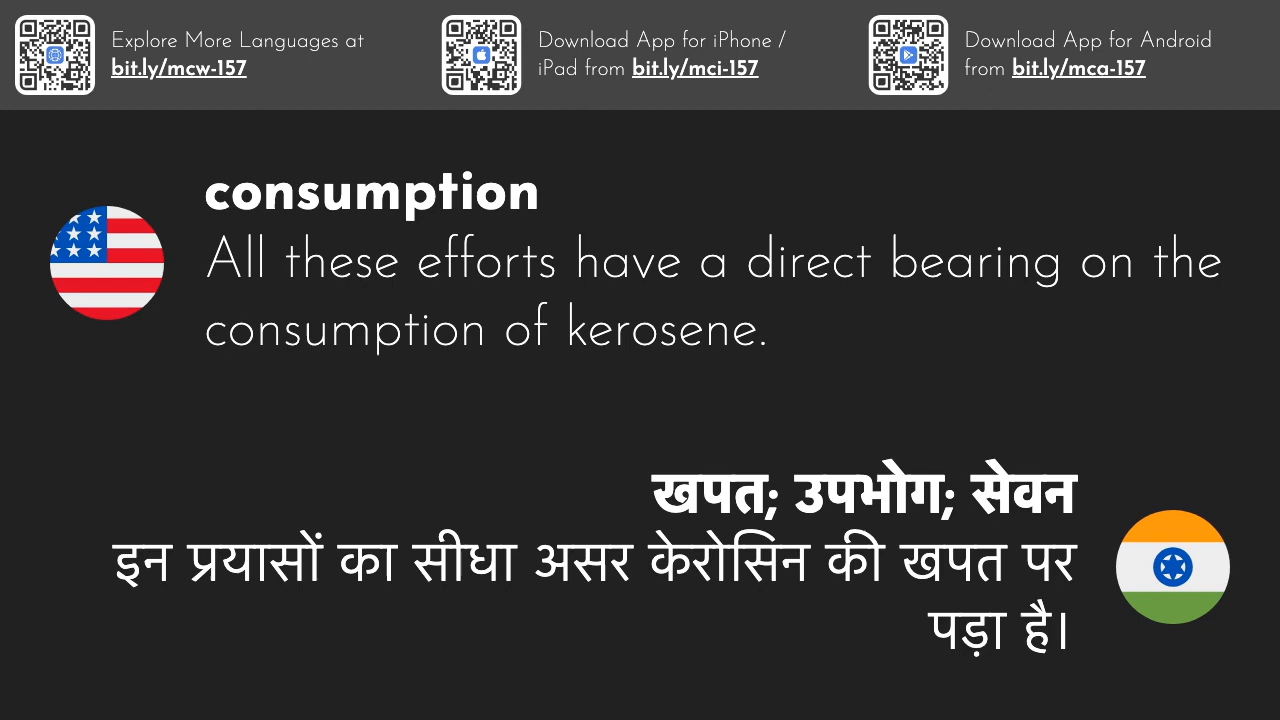 Explore More Languages at
bit.ly/mcw-157
Download App for iPhone /
iPad from bit.ly/mci-157
Download App for Android
from bit.ly/mca-157
consumption
All these efforts have a direct bearing on the
consumption of kerosene.
खपत; उपभोग; सेवन
इन प्रयासों का सीधा असर केरोसिन की खपत पर
पड़ा है।